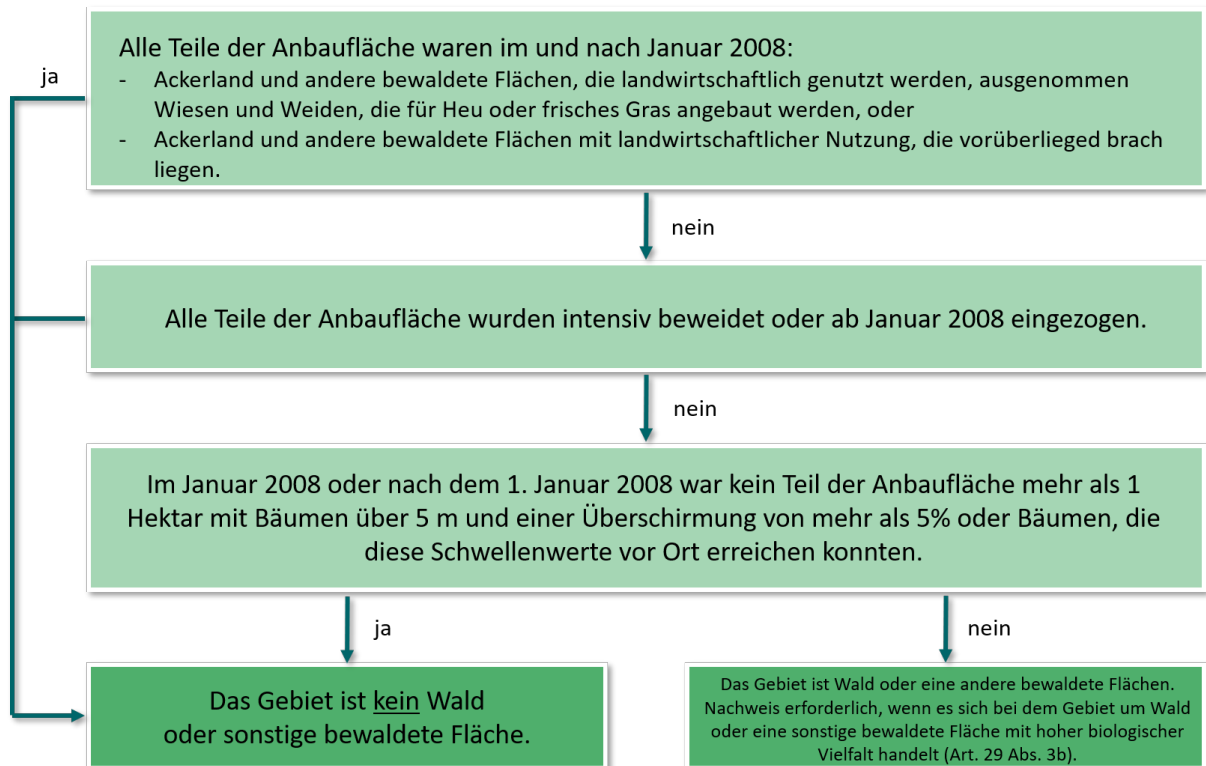 Alle Teile der Anbaufläche waren im und nach Januar 2008:
ja
- Ackerland und andere bewaldete Flächen, die landwirtschaftlich genutzt werden, ausgenommen
Wiesen und Weiden, die für Heu oder frisches Gras angebaut werden, oder
- Ackerland und andere bewaldete Flächen mit landwirtschaftlicher Nutzung, die vorüberlieged brach
liegen.
nein
Alle Teile der Anbaufläche wurden intensiv beweidet oder ab Januar 2008 eingezogen.
nein
Im Januar 2008 oder nach dem 1. Januar 2008 war kein Teil der Anbaufläche mehr als 1
Hektar mit Bäumen über 5 m und einer Überschirmung von mehr als 5% oder Bäumen, die
diese Schwellenwerte vor Ort erreichen konnten.
ja
nein
Das Gebiet ist kein Wald
oder sonstige bewaldete Fläche.
Das Gebiet ist Wald oder eine andere bewaldete Flächen.
Nachweis erforderlich, wenn es sich bei dem Gebiet um Wald
oder eine sonstige bewaldete Fläche mit hoher biologischer
Vielfalt handelt (Art. 29 Abs. 3b).